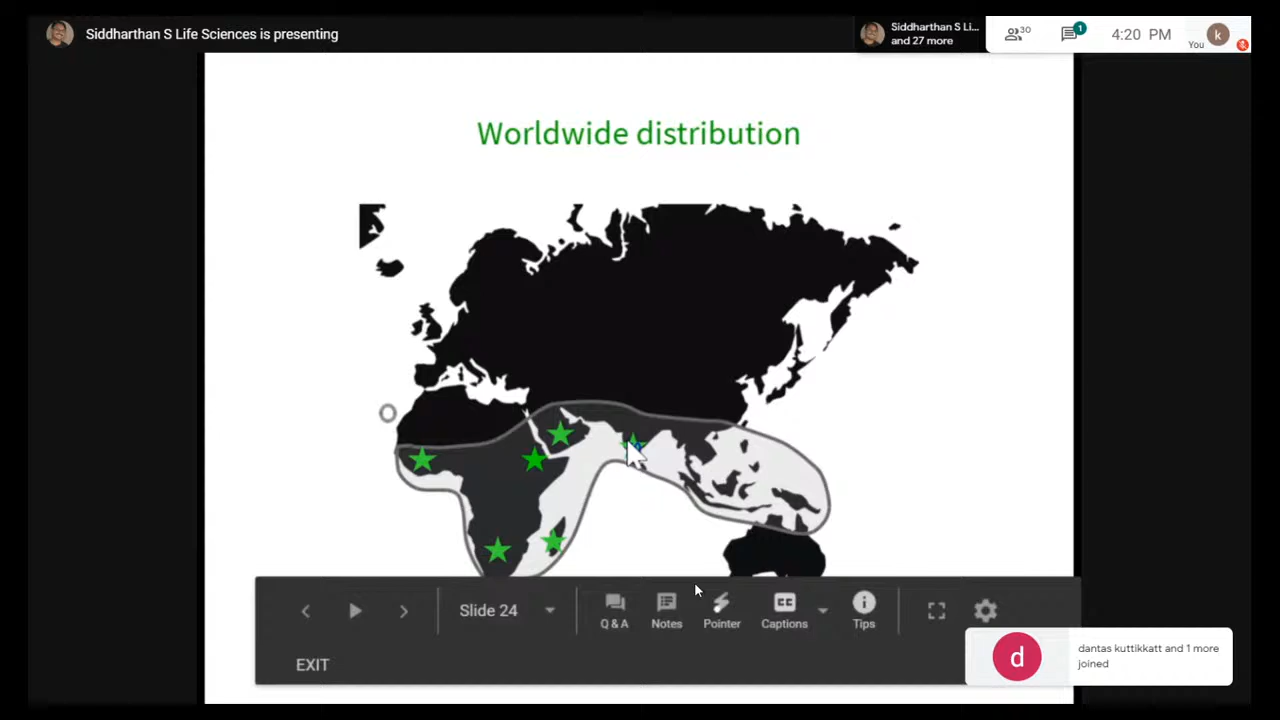 Siddharthan S Life Sciences is presenting
Siddharthan S Li...
and 27 more
30
1
4:20 PM
You
k
Worldwide distribution
Slide 24
Q & A
Notes
Pointer
CC
Captions
Tips
EXIT
d
dantas kuttikkatt and 1 more
joined